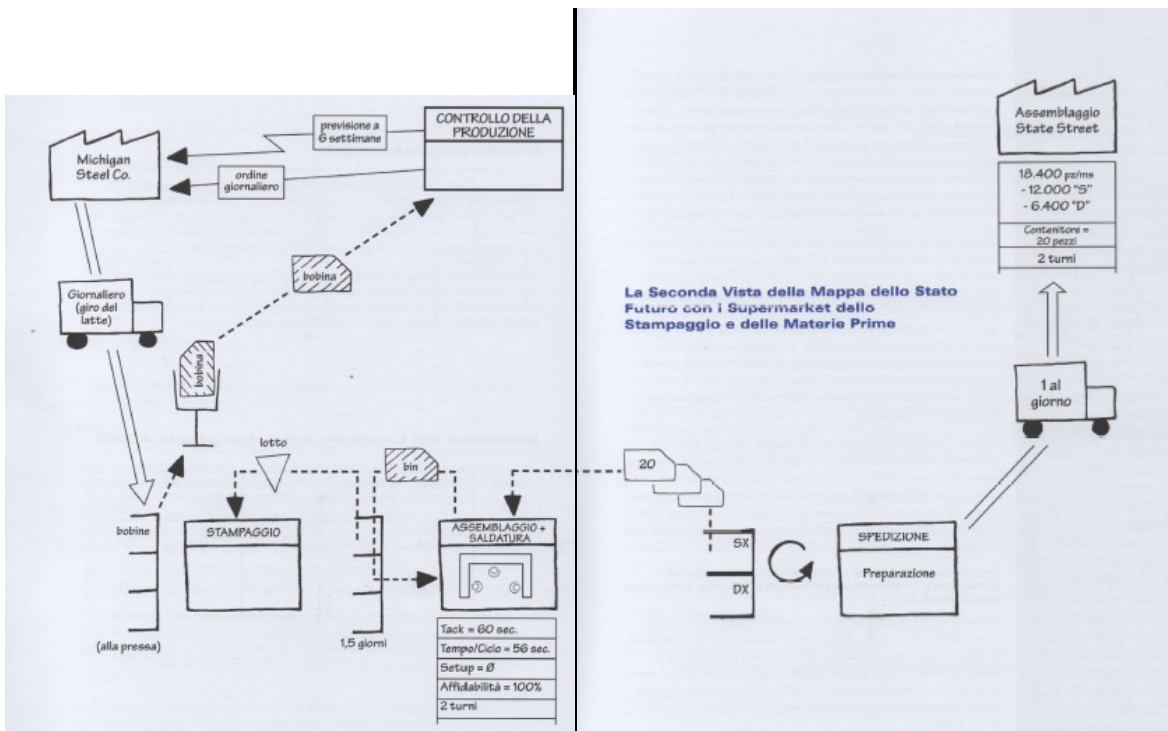 CONTROLLO DELLA
PRODUZIONE
previsione a
6 settimane
ordine
giornaliero
Michigan
Steel Co.
Giornaliero
(giro del
latte)
bobina
bobina
lotto
bin
bobine
(alla pressa)
STAMPAGGIO
1,5 giorni
ASSEMBLAGGIO +
SALDATURA
Tack = 60 sec.
Tempo/Ciclo = 56 sec.
Setup = Ø
Affidabilità = 100%
2 turni
Assemblaggio
State Street
18.400 pz/ms
- 12.000 "S"
- 6.400 "D"
Contenitore =
20 pezzi
2 turni
La Seconda Vista della Mappa dello Stato
Futuro con i Supermarket dello
Stampaggio e delle Materie Prime
1 al
giorno
20
SX
DX
SPEDIZIONE
Preparazione